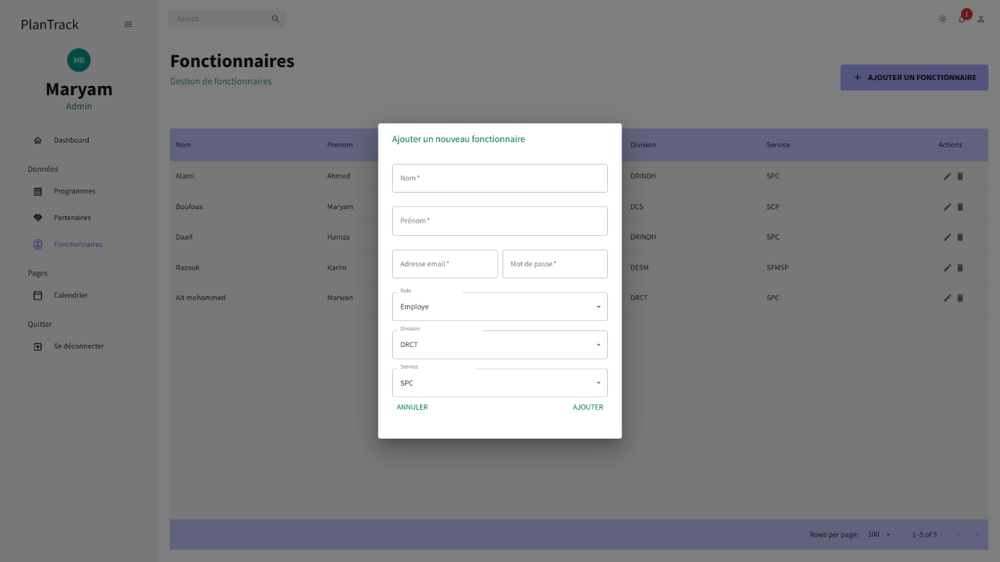 PlanTrack
Search
1
MB
Maryam
Admin
Dashboard
Données
Programmes
Partenaires
Fonctionnaires
Pages
Calendrier
Quitter
Se déconnecter
Fonctionnaires
Gestion de fonctionnaires
+ AJOUTER UN FONCTIONNAIRE
Nom Prenom Division Service Actions
Alami Ahmed DRINDH SPC
Boufous Maryam DCS SCP
Daaif Hamza DRINDH SPC
Razouk Karim DESM SFMSP
Ait mohammed Marwan DRCT SPC
Ajouter un nouveau fonctionnaire
Nom *
Prénom *
Adresse email * Mot de passe *
Role
Employe
Division
DRCT
Service
SPC
ANNULER AJOUTER
Rows per page: 100 1–5 of 5